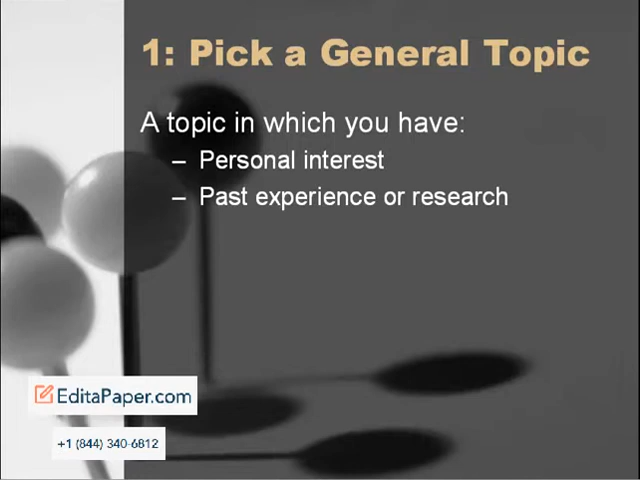 1: Pick a General Topic
A topic in which you have:
– Personal interest
– Past experience or research
EditaPaper.com
+1 (844) 340-6812